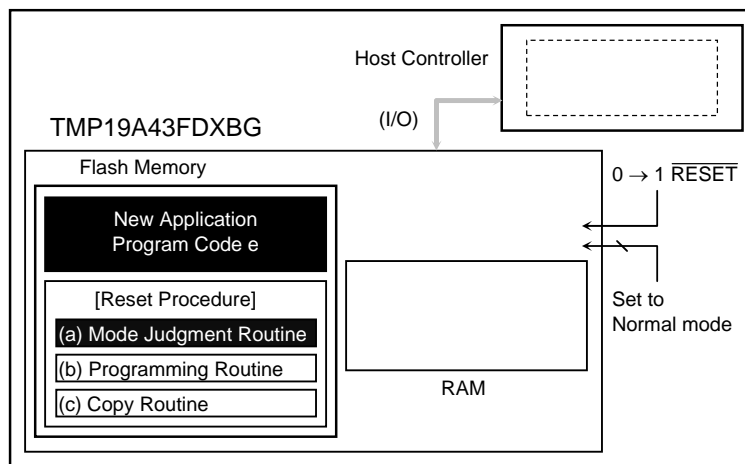 Host Controller
(I/O)
TMP19A43FDXBG
Flash Memory
0 → 1 RESET
New Application
Program Code e
[Reset Procedure]
(a) Mode Judgment Routine
(b) Programming Routine
(c) Copy Routine
Set to
Normal mode
RAM